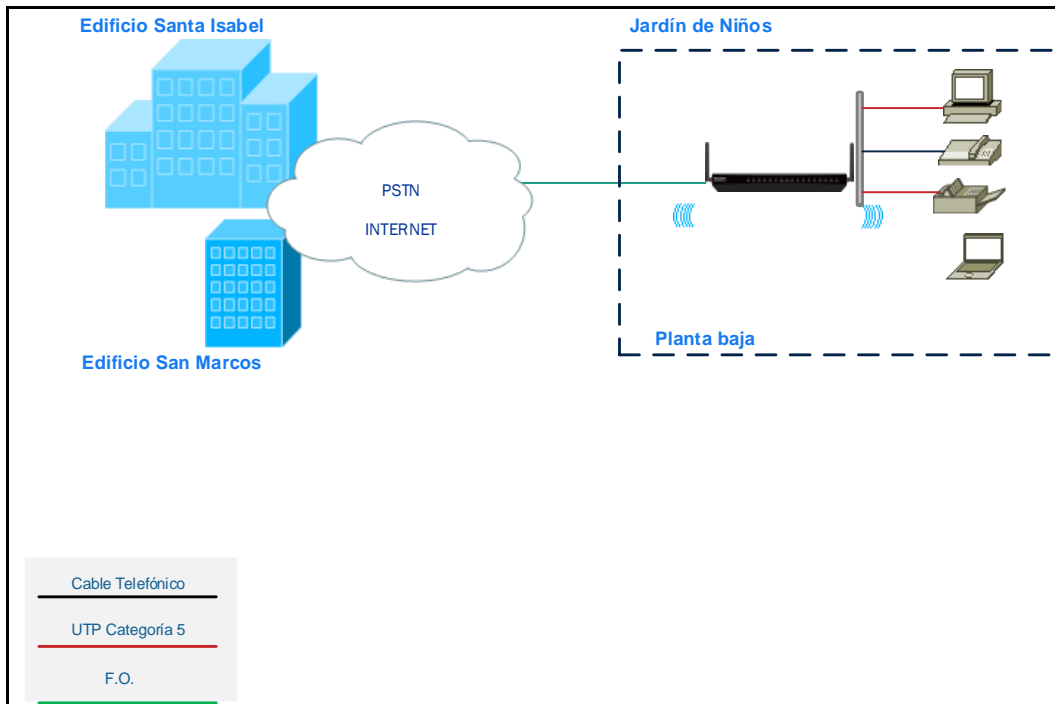 Edificio Santa Isabel
Jardín de Niños
PSTN
INTERNET
Planta baja
Edificio San Marcos
Cable Telefónico
UTP Categoría 5
F.O.